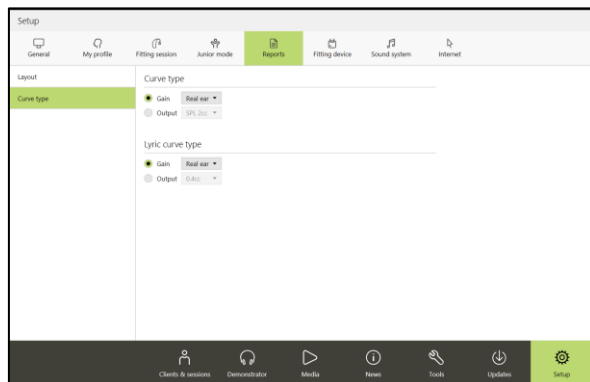 Setup
General My profile Fitting session Junior mode Reports Fitting device Sound system Internet
Layout
Curve type
Curve type
Gain Real ear
Output SPL 2cc
Lyric curve type
Gain Real ear
Output 0.4cc
Clients & sessions Demonstrator Media News Tools Updates Setup